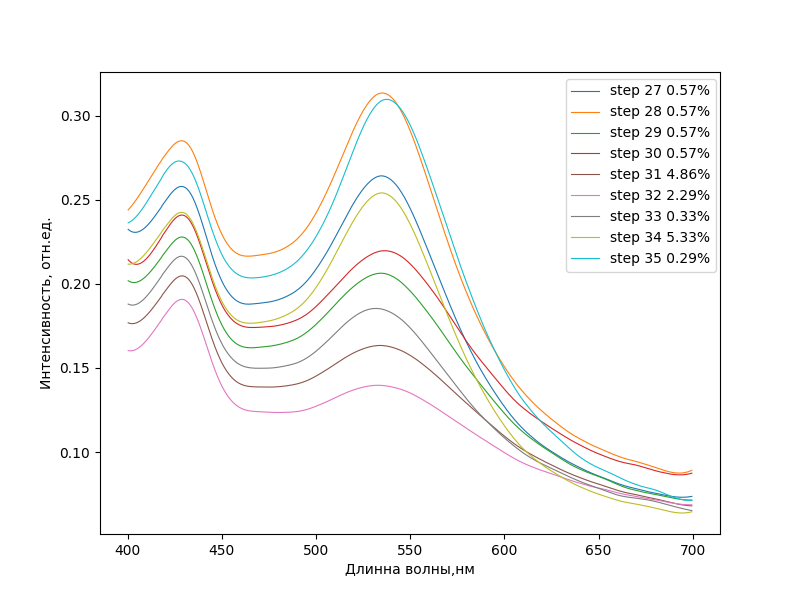 0.30
0.25
0.20
0.15
0.10
400 450 500 550 600 650 700
Интенсивность, отн.ед.
Длинна волны,нм
step 27 0.57%
step 28 0.57%
step 29 0.57%
step 30 0.57%
step 31 4.86%
step 32 2.29%
step 33 0.33%
step 34 5.33%
step 35 0.29%